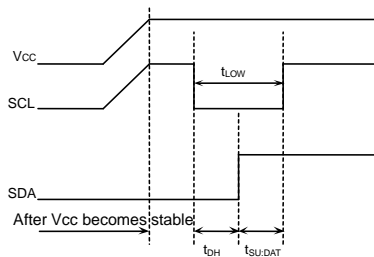 VCC
tLOW
SCL
SDA
After Vcc becomes stable
tDH
tSU:DAT